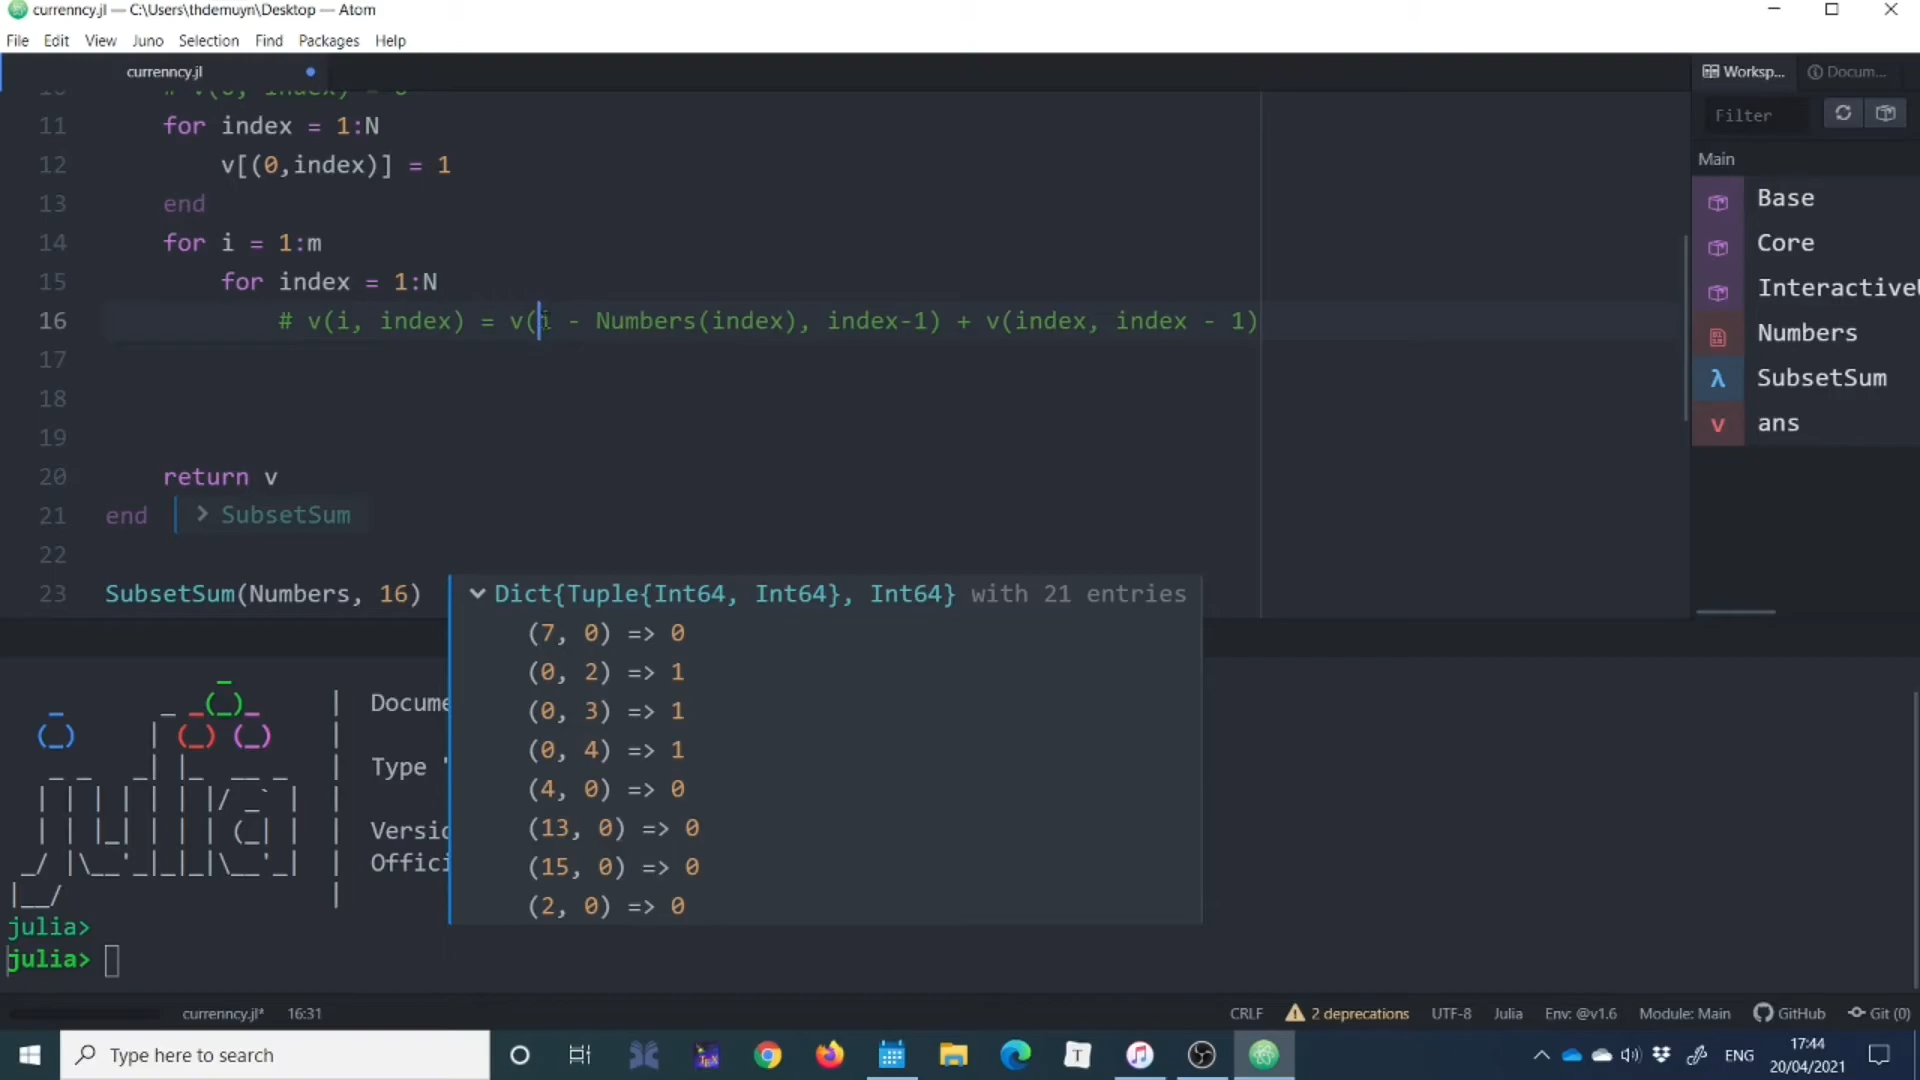 currenncy.jl — C:\Users\thdemuyn\Desktop — Atom
File Edit View Juno Selection Find Packages Help
currenncy.jl
Worksp... Docum...
Filter
Main
Base
Core
Interactive
Numbers
SubsetSum
ans
11 for index = 1:N
12 v[(0,index)] = 1
13 end
14 for i = 1:m
15 for index = 1:N
16 # v(i, index) = v(i - Numbers(index), index-1) + v(index, index - 1)
17
18
19
20 return v
21 end > SubsetSum
22
23 SubsetSum(Numbers, 16)
Dict{Tuple{Int64, Int64}, Int64} with 21 entries
(7, 0) => 0
(0, 2) => 1
(0, 3) => 1
(0, 4) => 1
(4, 0) => 0
(13, 0) => 0
(15, 0) => 0
(2, 0) => 0
| Docume
| Type '
| Versio
| Offici
julia>
julia>
currenncy.jl* 16:31
CRLF 2 deprecations UTF-8 Julia Env: @v1.6 Module: Main GitHub Git (0)
Type here to search
ENG
17:44
20/04/2021